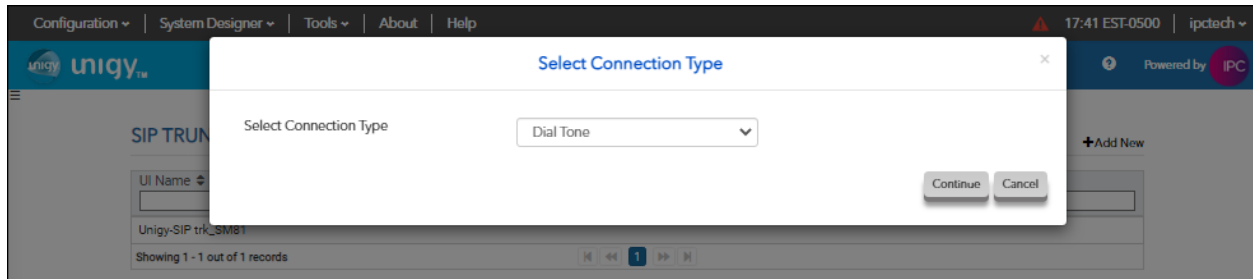 Configuration System Designer Tools About Help 17:41 EST-0500 ipctech
unigy unigy™ Select Connection Type × ? Powered by IPC
SIP TRUN Select Connection Type Dial Tone +Add New
UI Name Continue Cancel
Unigy-SIP trk_SM81
Showing 1 - 1 out of 1 records 1